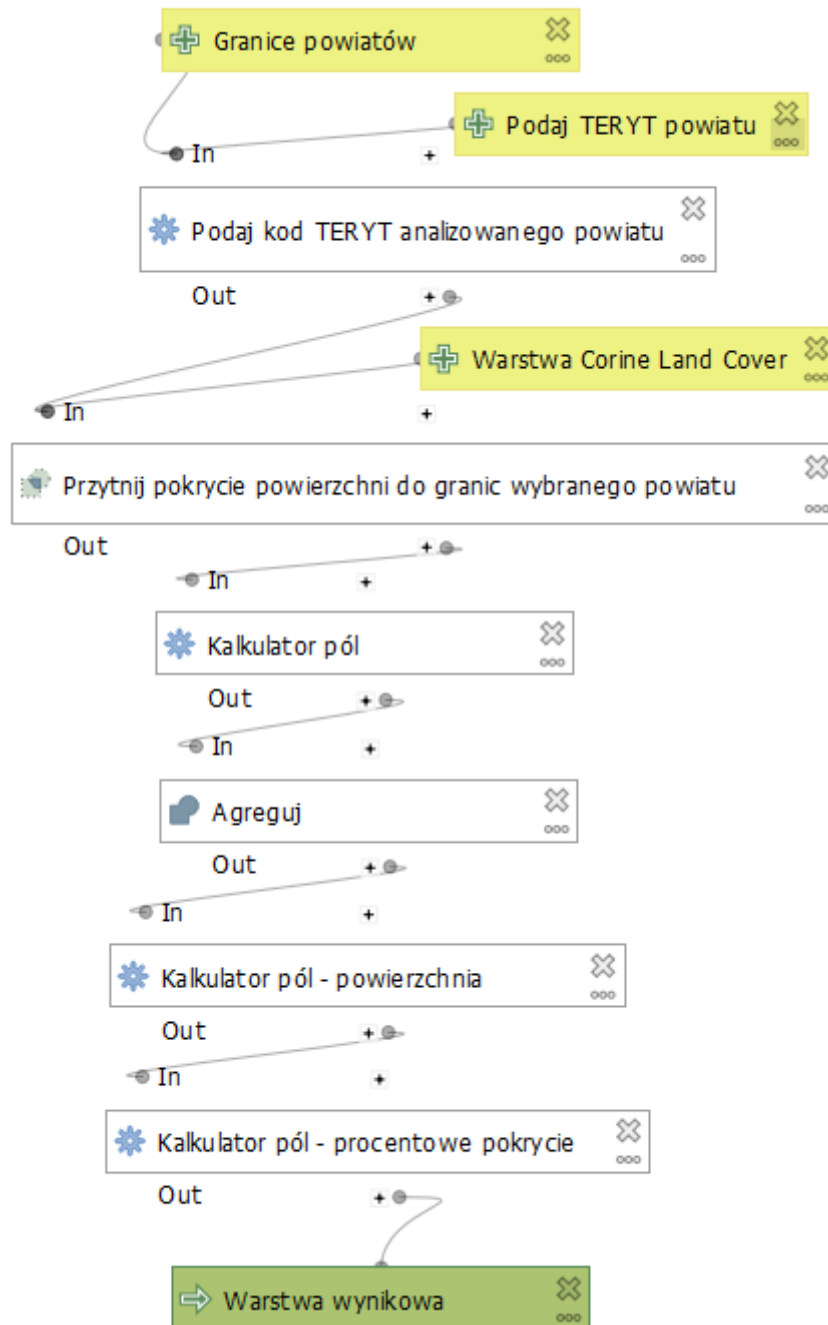 Granice powiatów
Podaj TERYT powiatu
In
Podaj kod TERYT analizowanego powiatu
Out
Warstwa Corine Land Cover
In
Przytnij pokrycie powierzchni do granic wybranego powiatu
Out
In
Kalkulator pól
Out
In
Agreguj
Out
In
Kalkulator pól - powierzchnia
Out
In
Kalkulator pól - procentowe pokrycie
Out
Warstwa wynikowa